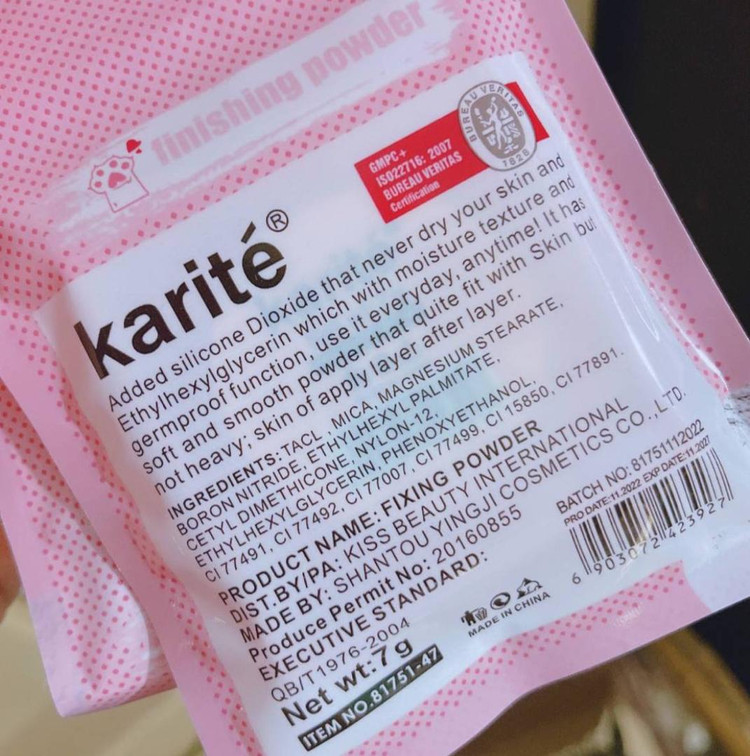 finishing powder
GMPC+
ISO22716: 2007
BUREAU VERITAS
Certification
BUREAU VERITAS
1828
karité®
Added silicone Dioxide that never dry your skin and
Ethylhexylglycerin which with moisture texture and
germproof function, use it everyday, anytime! It has
soft and smooth powder that quite fit with Skin but
not heavy; skin of apply layer after layer.
INGREDIENTS: TACL, MICA, MAGNESIUM STEARATE,
BORON NITRIDE, ETHYLHEXYL PALMITATE,
CETYL DIMETHICONE, NYLON-12,
ETHYLHEXYLGLYCERIN, PHENOXYETHANOL,
CI 77491, CI 77492, CI 77007, CI 77499, CI 15850, CI 77891.
PRODUCT NAME: FIXING POWDER
DIST.BY/PA: KISS BEAUTY INTERNATIONAL
MADE BY: SHANTOU YINGJI COSMETICS CO.,LTD.
Produce Permit No: 20160855
EXECUTIVE STANDARD:
QB/T1976-2004
Net wt:7g
ITEM NO.81751-47
MADE IN CHINA
BATCH NO: 81751112022
PRO.DATE:11.2022 EXP DATE:11.2027
6 903072 423927